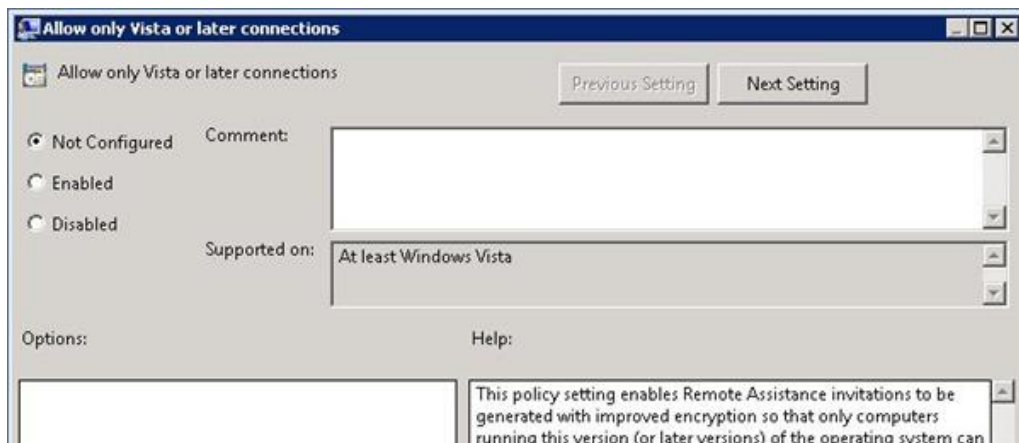 Allow only Vista or later connections
Allow only Vista or later connections
Previous Setting
Next Setting
Not Configured
Comment:
Enabled
Disabled
Supported on:
At least Windows Vista
Options:
Help:
This policy setting enables Remote Assistance invitations to be
generated with improved encryption so that only computers
running this version (or later versions) of the operating system can